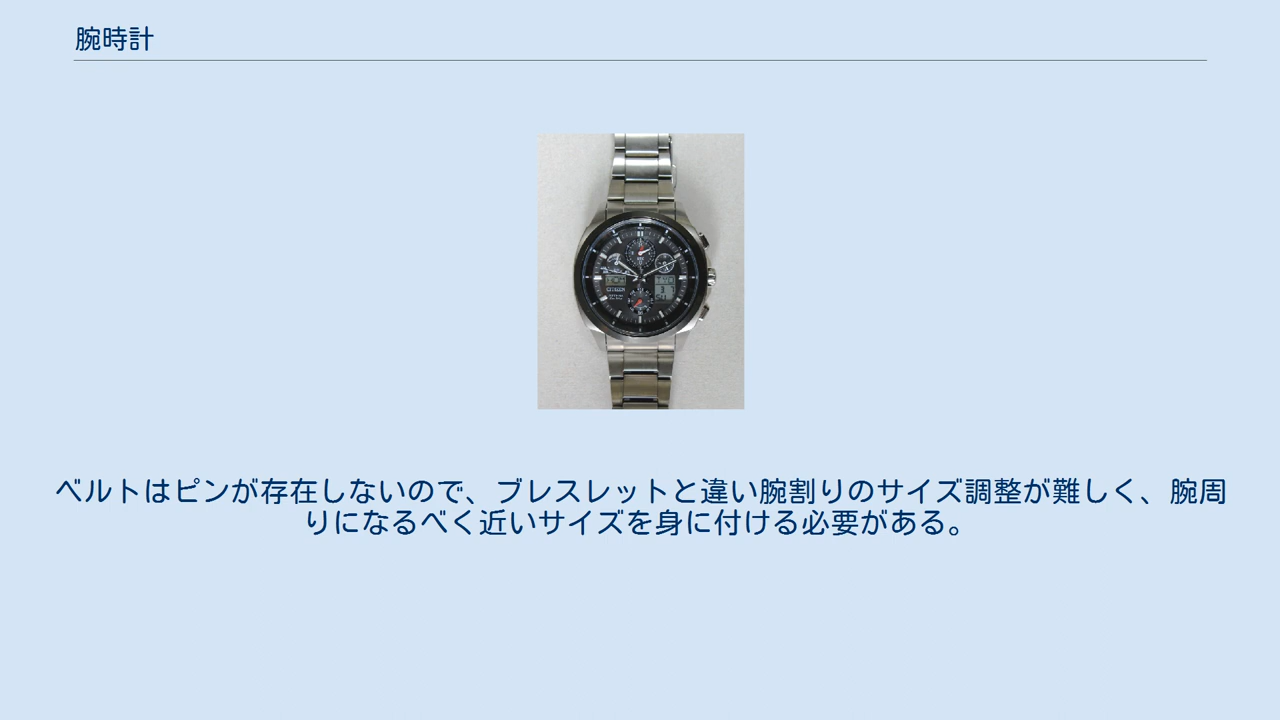 腕時計
ベルトはピンが存在しないので、ブレスレットと違い腕割りのサイズ調整が難しく、腕周
りになるべく近いサイズを身に付ける必要がある。
CITIZEN